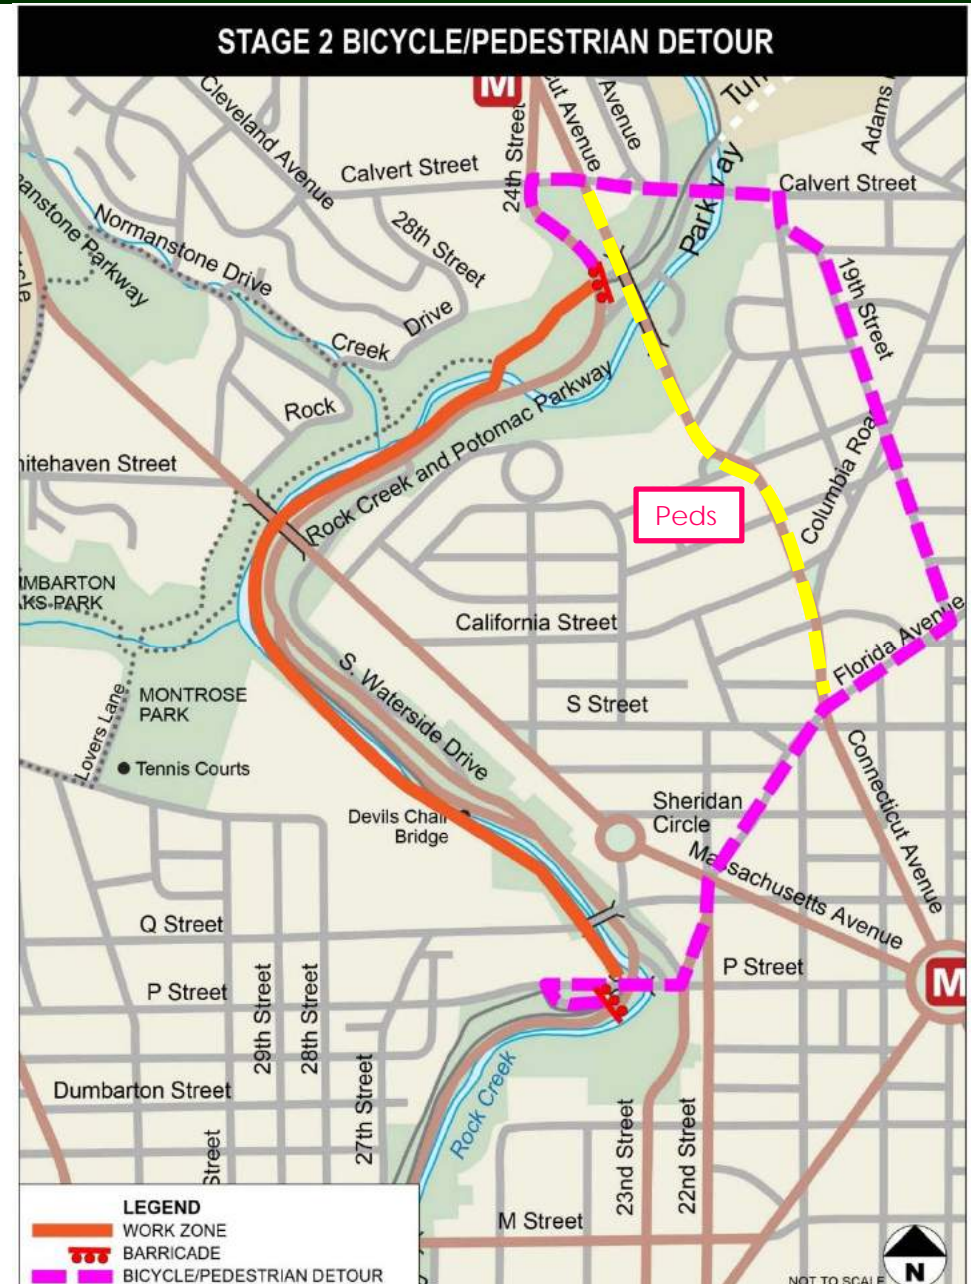 STAGE 2 BICYCLE/PEDESTRIAN DETOUR
M
Cleveland Avenue
Calvert Street
24th Street
Avenue
Avenue
Parkway
Adams
Calvert Street
Normanstone Drive
Parkway
28th Street
19th Street
Creek
Drive
Rock
Rock Creek and Potomac Parkway
Columbia Road
Street
Peds
PARK
California Street
Florida Avenue
S. Waterside Drive
S Street
MONTROSE
PARK
Lovers Lane
Tennis Courts
Connecticut Avenue
Devils Chair
Bridge
Sheridan
Circle
Massachusetts Avenue
Q Street
P Street
P Street
M
29th Street
28th Street
27th Street
Dumbarton Street
Rock Creek
23rd Street
22nd Street
Street
M Street
LEGEND
WORK ZONE
BARRICADE
BICYCLE/PEDESTRIAN DETOUR
N
NOT TO SCALE